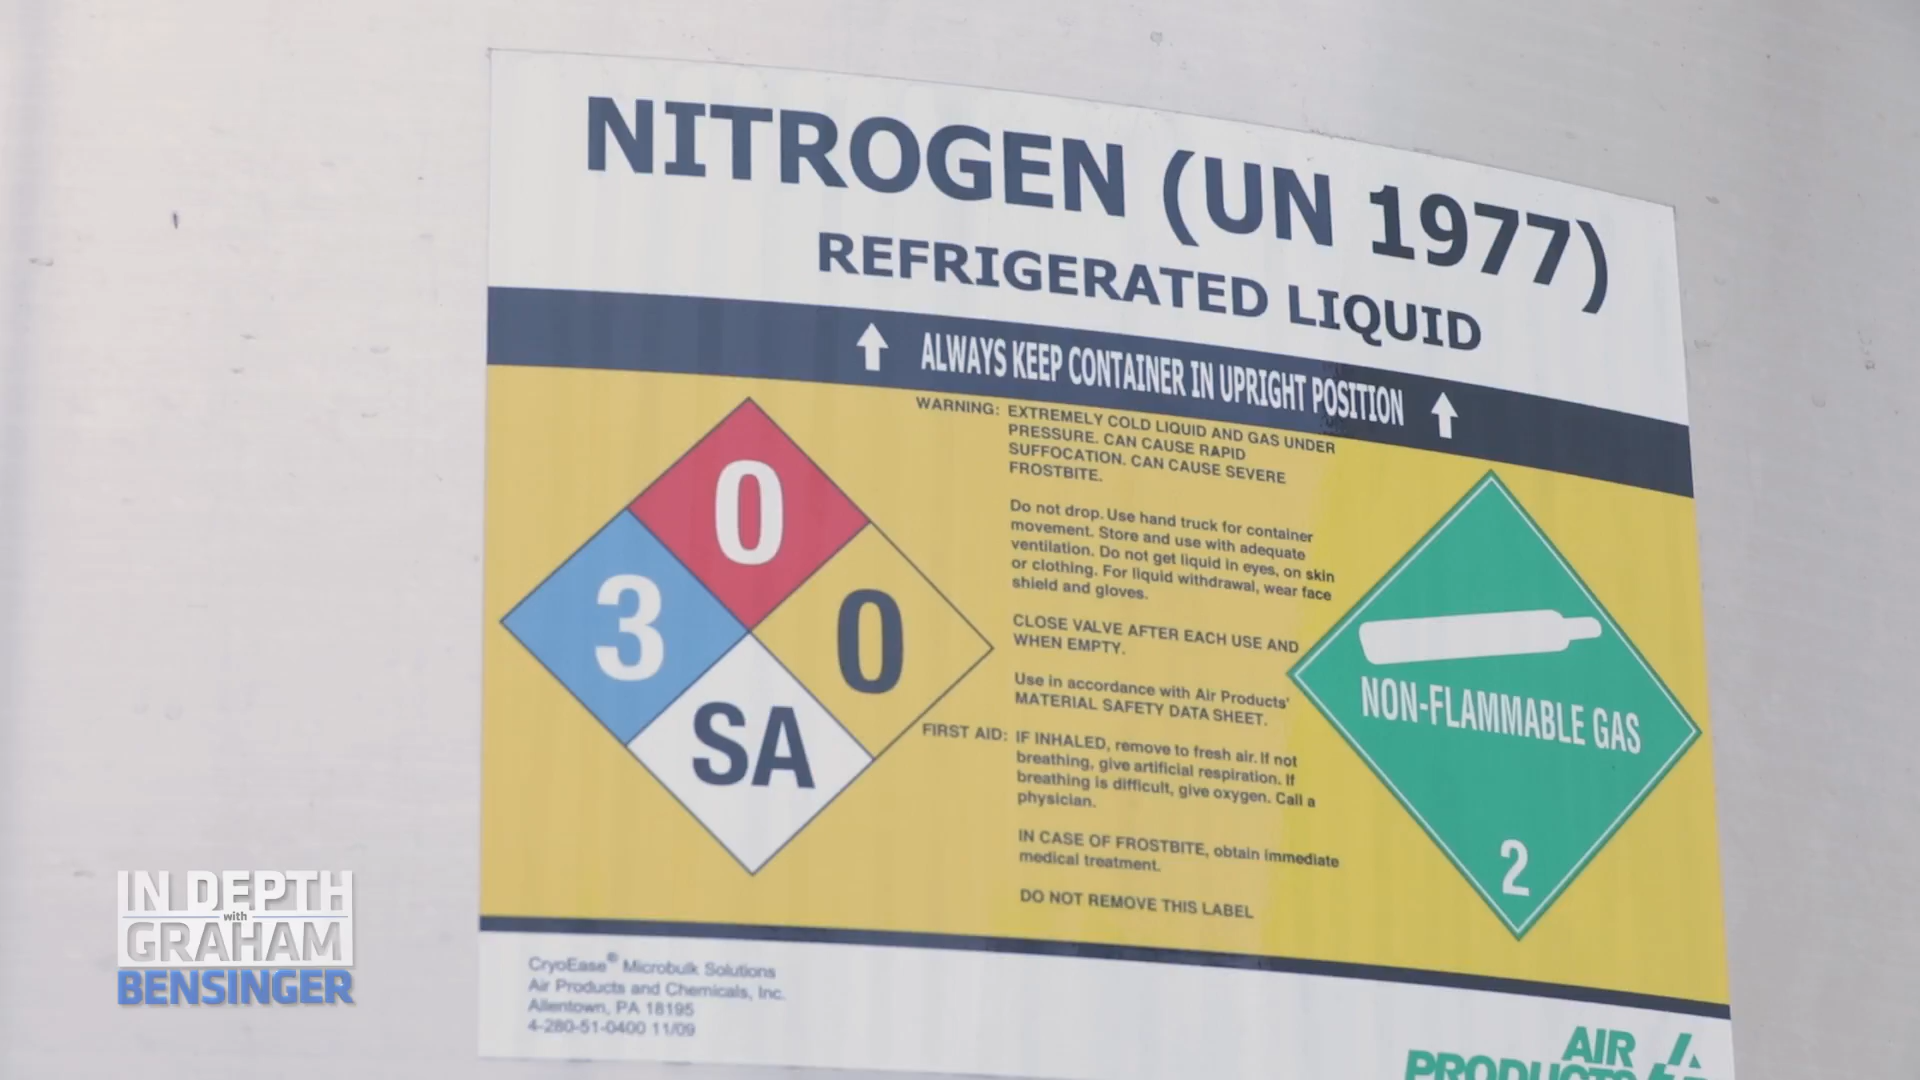 NITROGEN (UN 1977)
REFRIGERATED LIQUID
ALWAYS KEEP CONTAINER IN UPRIGHT POSITION
0
3
0
SA
WARNING: EXTREMELY COLD LIQUID AND GAS UNDER
PRESSURE. CAN CAUSE RAPID
SUFFOCATION. CAN CAUSE SEVERE
FROSTBITE.
Do not drop. Use hand truck for container
movement. Store and use with adequate
ventilation. Do not get liquid in eyes, on skin
or clothing. For liquid withdrawal, wear face
shield and gloves.
CLOSE VALVE AFTER EACH USE AND
WHEN EMPTY.
Use in accordance with Air Products'
MATERIAL SAFETY DATA SHEET.
FIRST AID: IF INHALED, remove to fresh air. If not
breathing, give artificial respiration. If
breathing is difficult, give oxygen. Call a
physician.
IN CASE OF FROSTBITE, obtain immediate
medical treatment.
DO NOT REMOVE THIS LABEL
NON-FLAMMABLE GAS
2
CryoEase® Microbulk Solutions
Air Products and Chemicals, Inc.
Allentown, PA 18195
4-280-51-0400 11/09
AIR
PRODUCTS
IN DEPTH
with
GRAHAM
BENSINGER